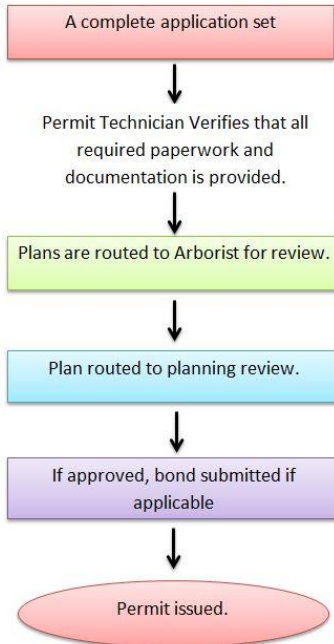 A complete application set
Permit Technician Verifies that all
required paperwork and
documentation is provided.
Plans are routed to Arborist for review.
Plan routed to planning review.
If approved, bond submitted if
applicable
Permit issued.